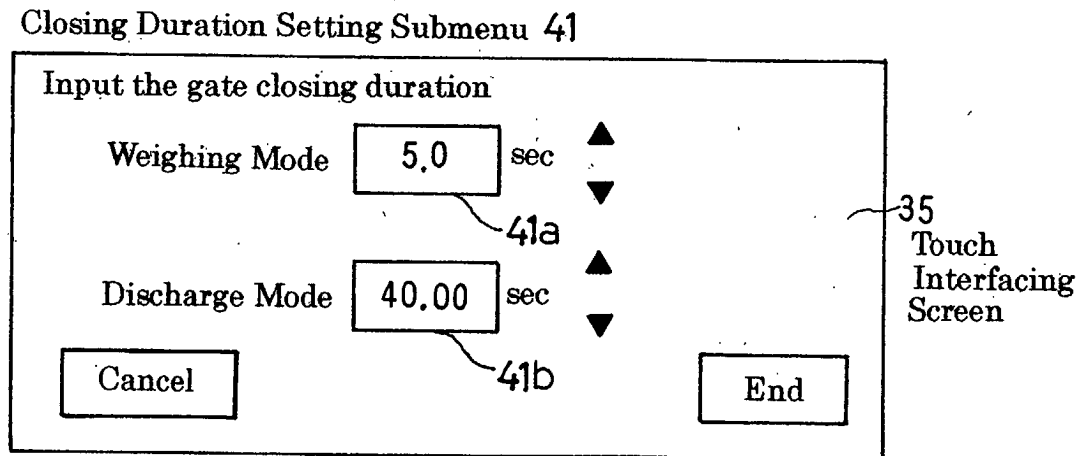 Closing Duration Setting Submenu 41
Input the gate closing duration
Weighing Mode 5.0 sec
41a
35
Touch
Interfacing
Screen
Discharge Mode 40.00 sec
41b
Cancel
End